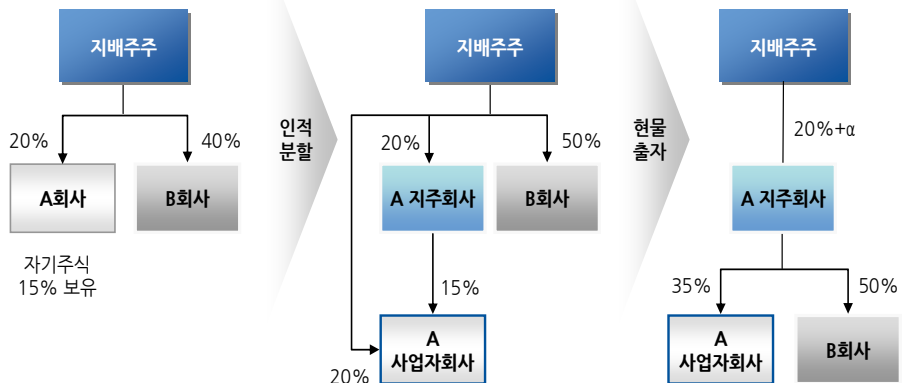 지배주주
20%
40%
A회사
B회사
자기주식
15% 보유
인적
분할
지배주주
20%
50%
A 지주회사
B회사
15%
A
사업자회사
20%
현물
출자
지배주주
20%+α
A 지주회사
35%
50%
A
사업자회사
B회사